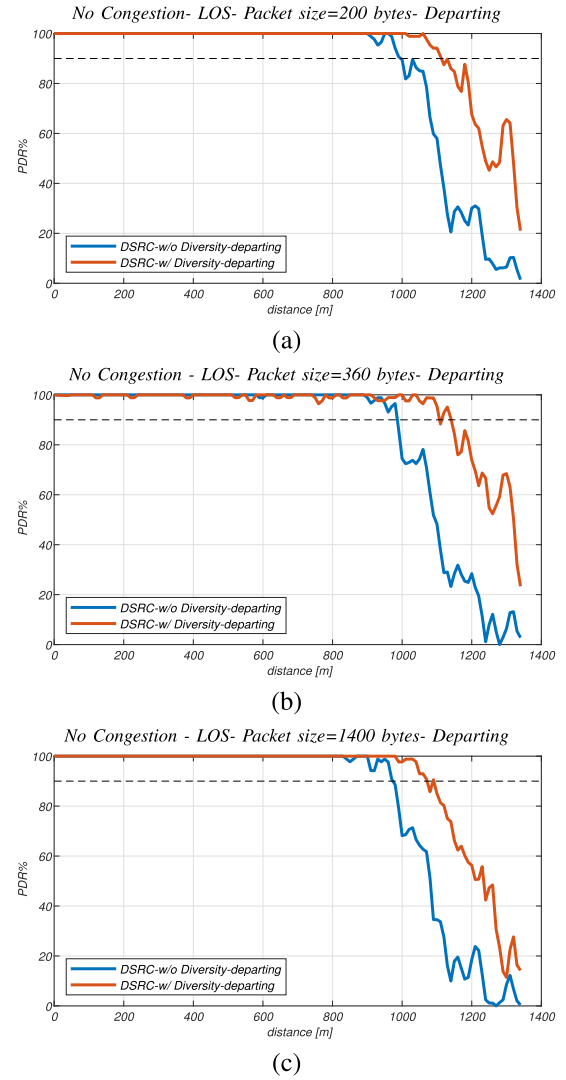 No Congestion- LOS- Packet size=200 bytes- Departing
100
80
60
40
20
0
PDR%
DSRC-w/o Diversity-departing
DSRC-w/ Diversity-departing
0 200 400 600 800 1000 1200 1400
distance [m]
(a)
No Congestion - LOS- Packet size=360 bytes- Departing
100
80
60
40
20
0
PDR%
DSRC-w/o Diversity-departing
DSRC-w/ Diversity-departing
0 200 400 600 800 1000 1200 1400
distance [m]
(b)
No Congestion - LOS- Packet size=1400 bytes- Departing
100
80
60
40
20
0
PDR%
DSRC-w/o Diversity-departing
DSRC-w/ Diversity-departing
0 200 400 600 800 1000 1200 1400
distance [m]
(c)